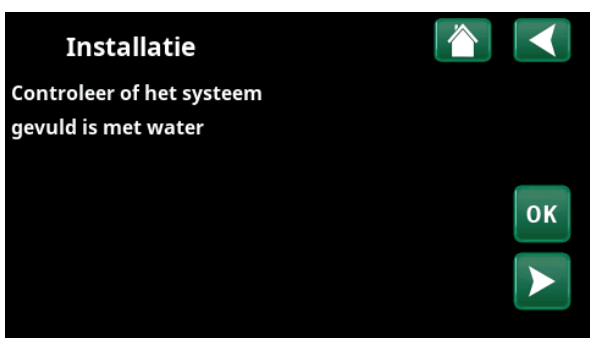 Installatie
Controleer of het systeem
gevuld is met water
OK